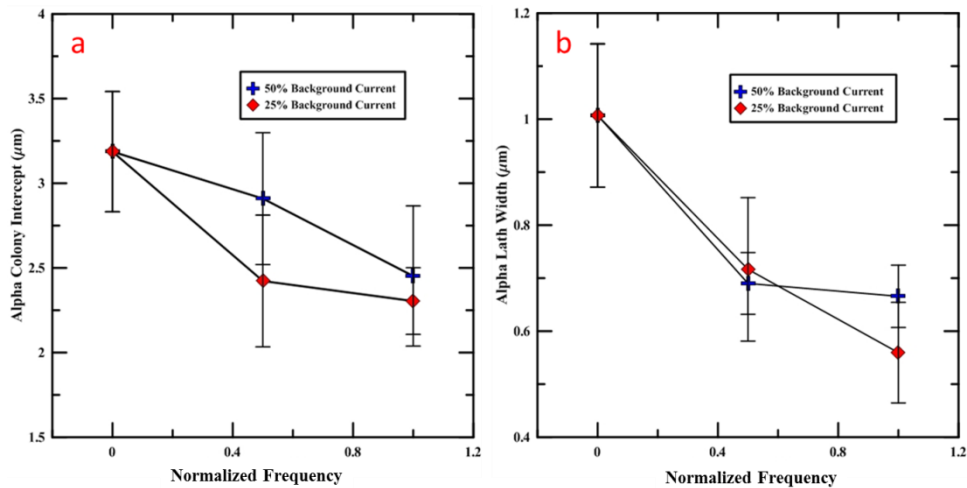 a
4
3.5
3
2.5
2
1.5
0
0.4
0.8
1.2
Alpha Colony Intercept (μm)
Normalized Frequency
50% Background Current
25% Background Current
b
1.2
1
0.8
0.6
0.4
0
0.4
0.8
1.2
Alpha Lath Width (μm)
Normalized Frequency
50% Background Current
25% Background Current